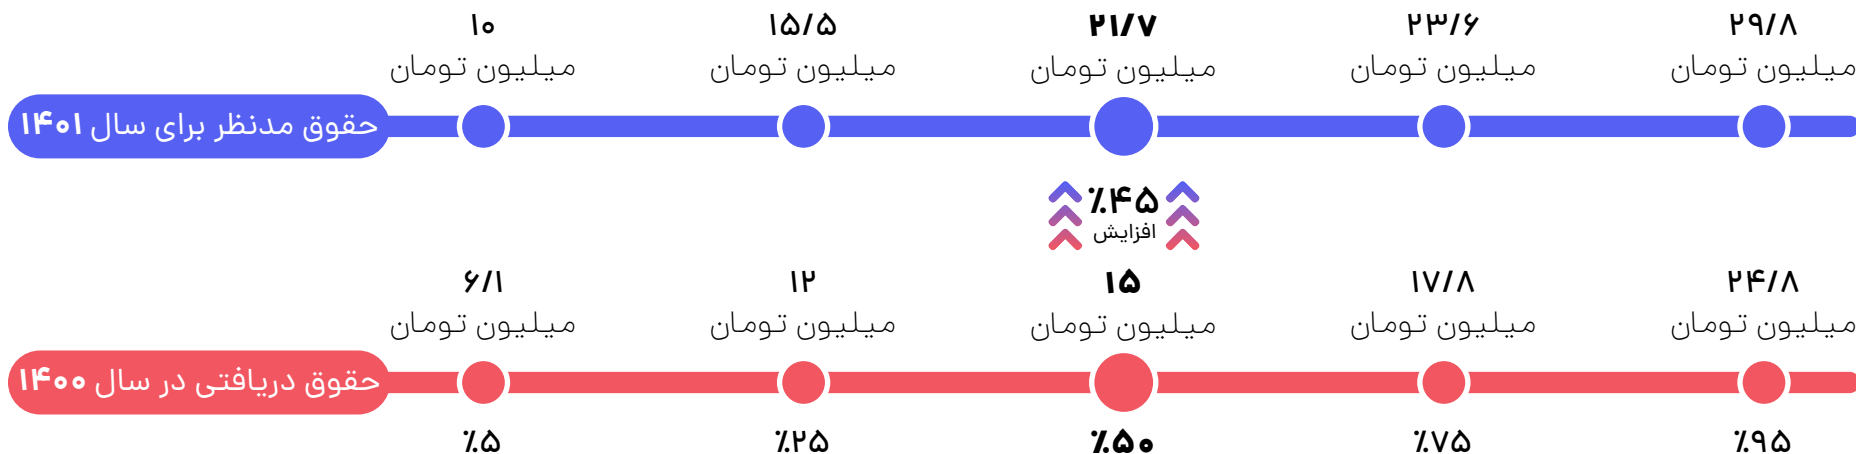 ۱۰
میلیون تومان
۱۵/۵
میلیون تومان
۲۱/۷
میلیون تومان
۲۳/۶
میلیون تومان
۲۹/۸
میلیون تومان
حقوق مدنظر برای سال ۱۴۰۱
٪۴۵
افزایش
۶/۱
میلیون تومان
۱۲
میلیون تومان
۱۵
میلیون تومان
۱۷/۸
میلیون تومان
۲۴/۸
میلیون تومان
حقوق دریافتی در سال ۱۴۰۰
٪۵
٪۲۵
٪۵۰
٪۷۵
٪۹۵